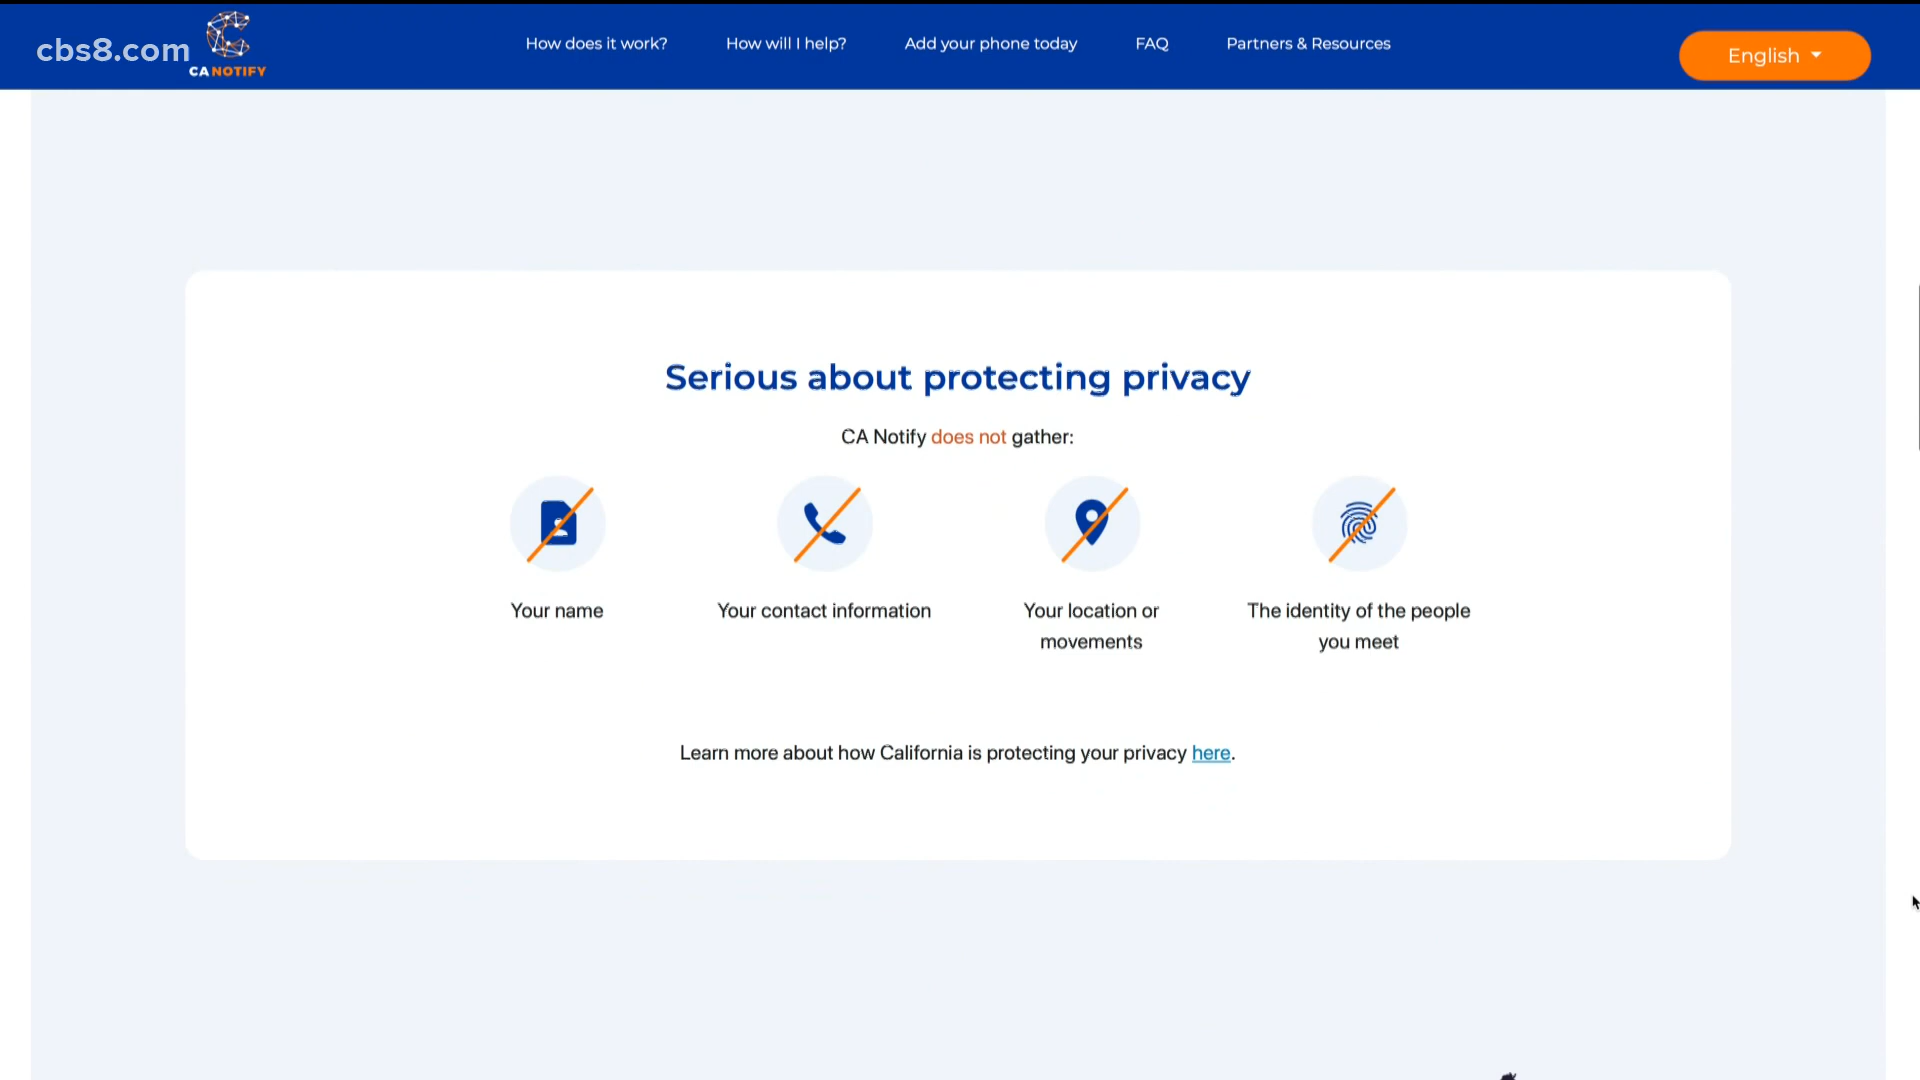 cbs8.com
CA NOTIFY
How does it work?
How will I help?
Add your phone today
FAQ
Partners & Resources
English
Serious about protecting privacy
CA Notify does not gather:
Your name
Your contact information
Your location or
movements
The identity of the people
you meet
Learn more about how California is protecting your privacy here.